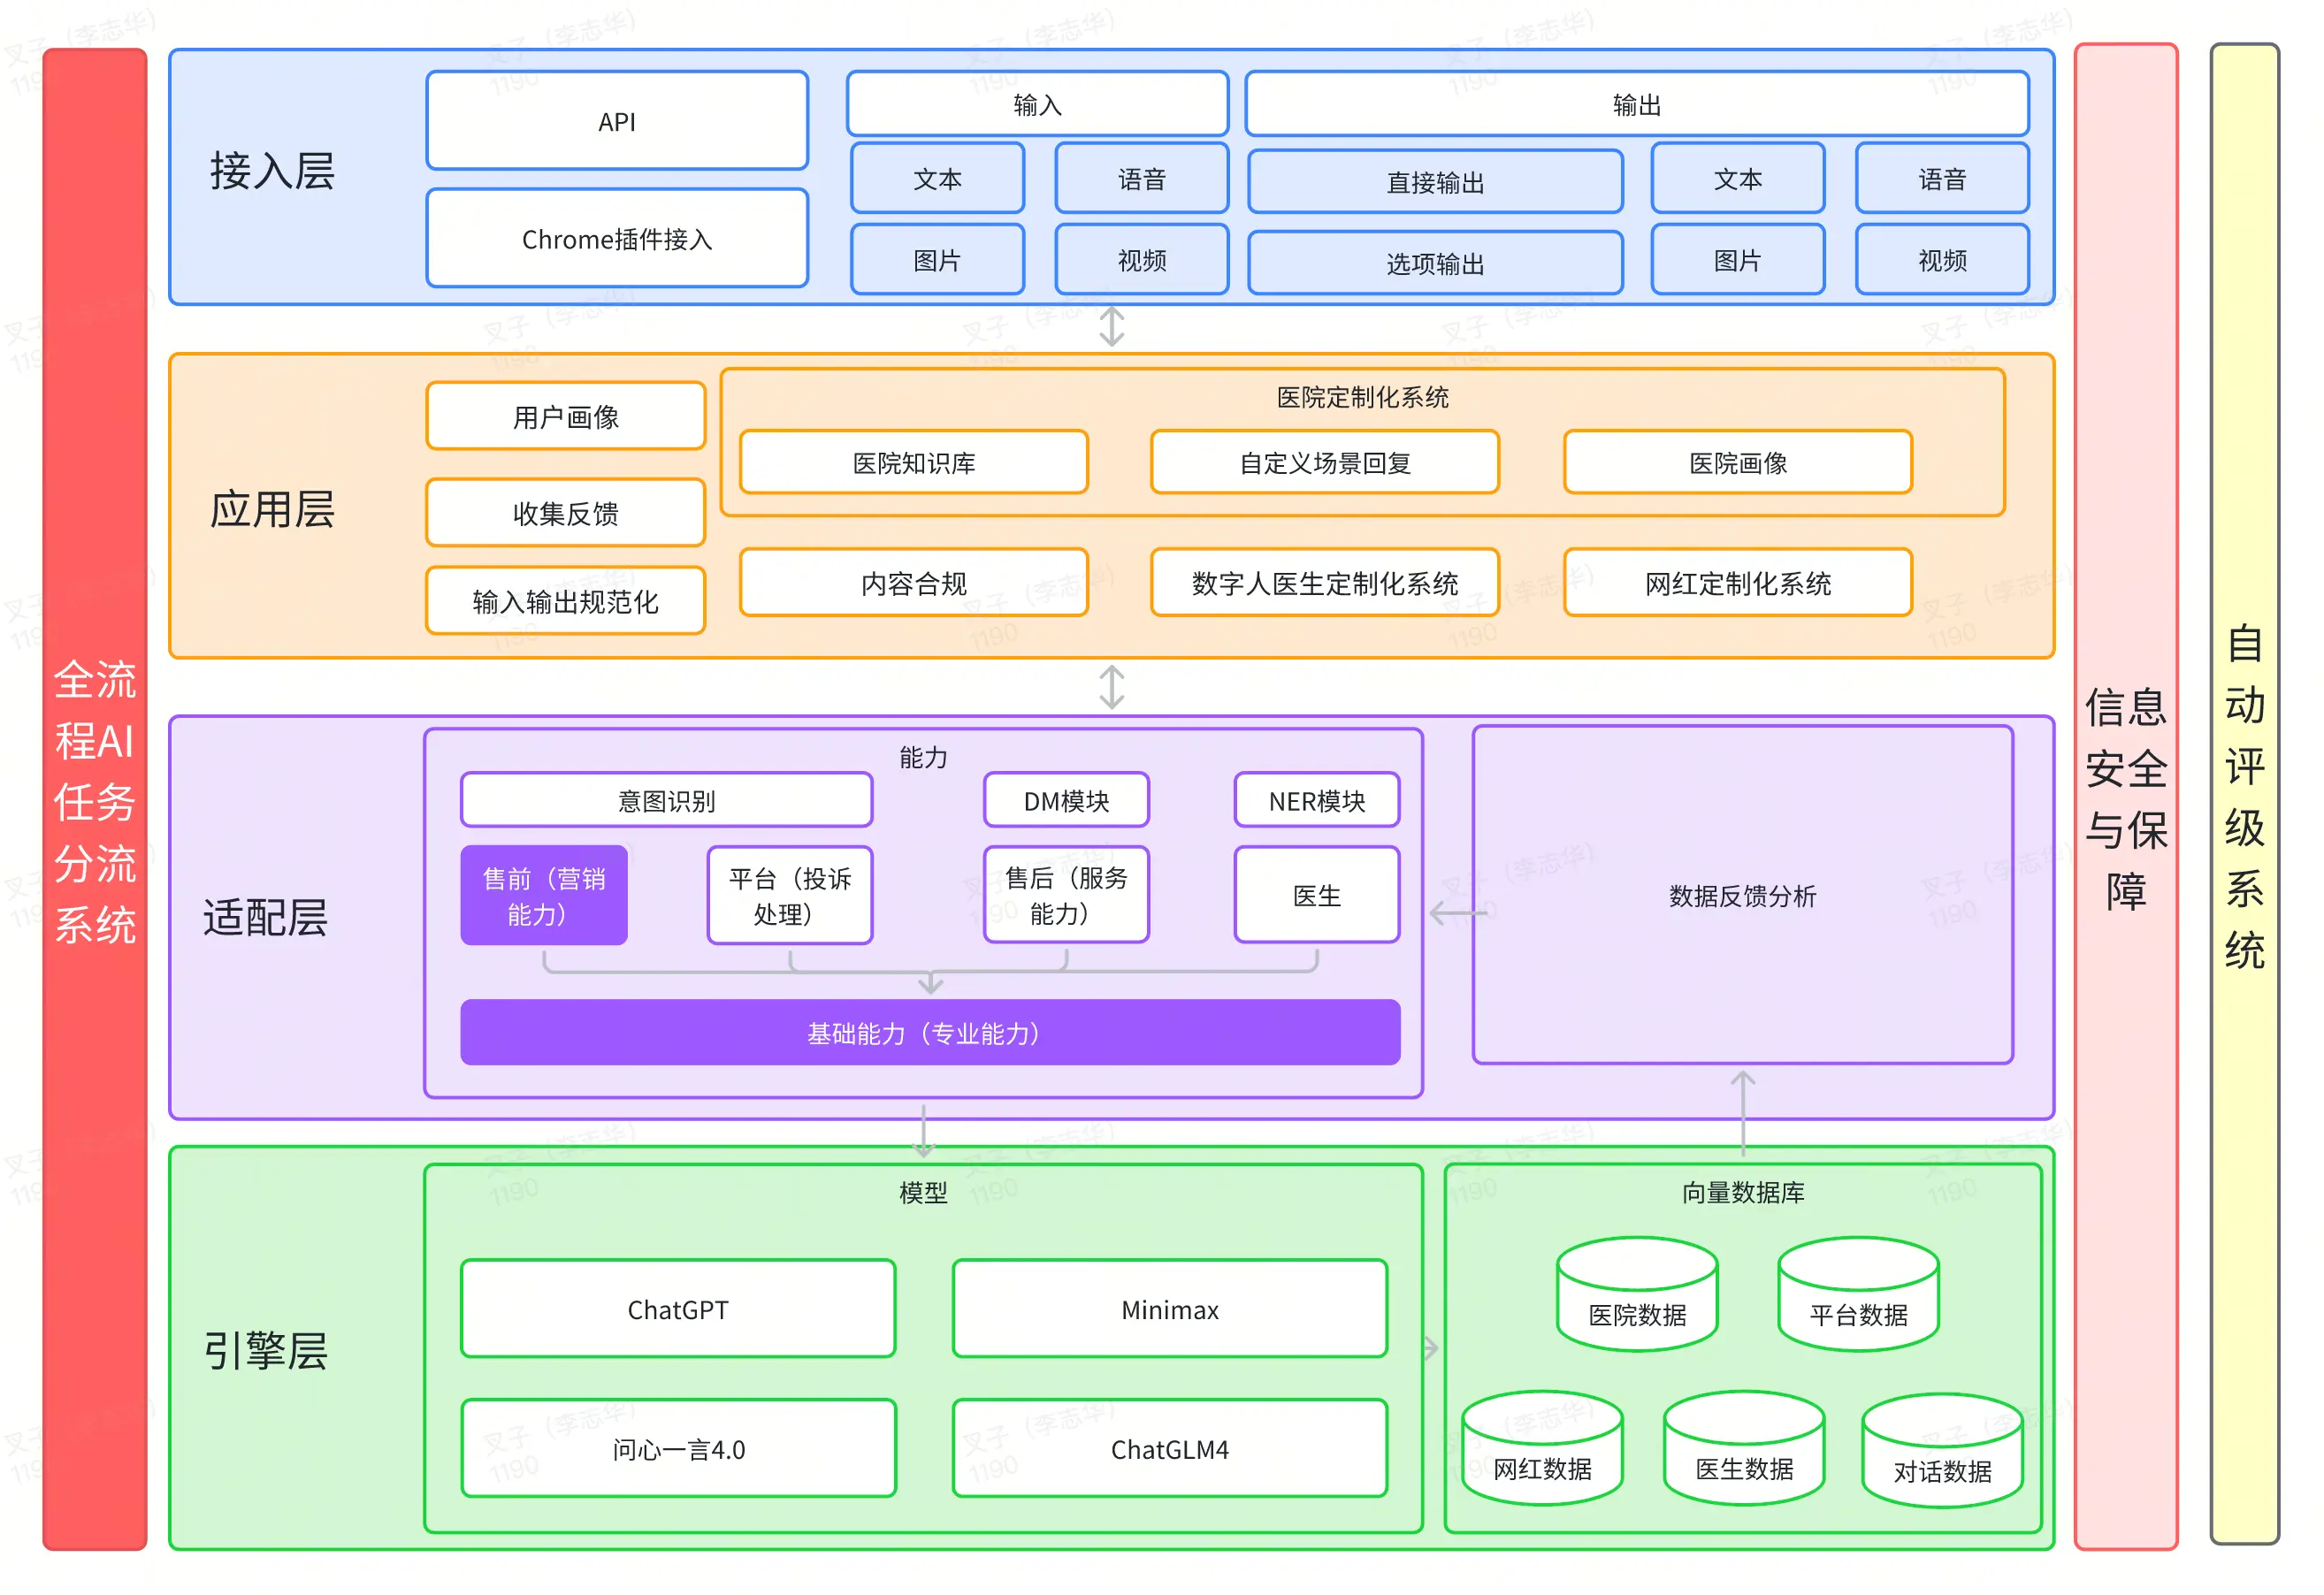 全流
程AI
任务
分流
系统
接入层
API
Chrome插件接入
输入
文本
语音
图片
视频
输出
直接输出
文本
语音
选项输出
图片
视频
应用层
用户画像
收集反馈
输入输出规范化
医院定制化系统
医院知识库
自定义场景回复
医院画像
内容合规
数字人医生定制化系统
网红定制化系统
适配层
能力
意图识别
DM模块
NER模块
售前（营销
能力）
平台（投诉
处理）
售后（服务
能力）
医生
基础能力（专业能力）
数据反馈分析
引擎层
模型
ChatGPT
Minimax
问心一言4.0
ChatGLM4
向量数据库
医院数据
平台数据
网红数据
医生数据
对话数据
信息
安全
与保
障
自
动
评
级
系
统
叉子（李志华）
1190